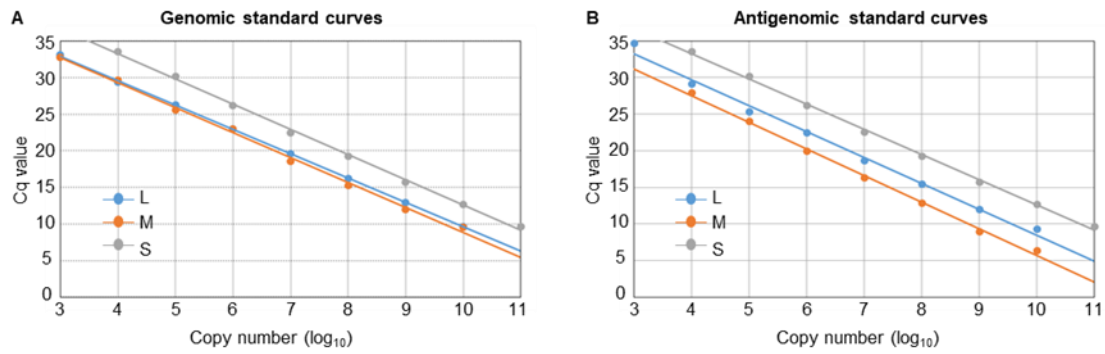 A Genomic standard curves
35
30
25
20
15
10
5
0
Cq value
L
M
S
3 4 5 6 7 8 9 10 11
Copy number (log10)
B Antigenomic standard curves
35
30
25
20
15
10
5
0
Cq value
L
M
S
3 4 5 6 7 8 9 10 11
Copy number (log10)